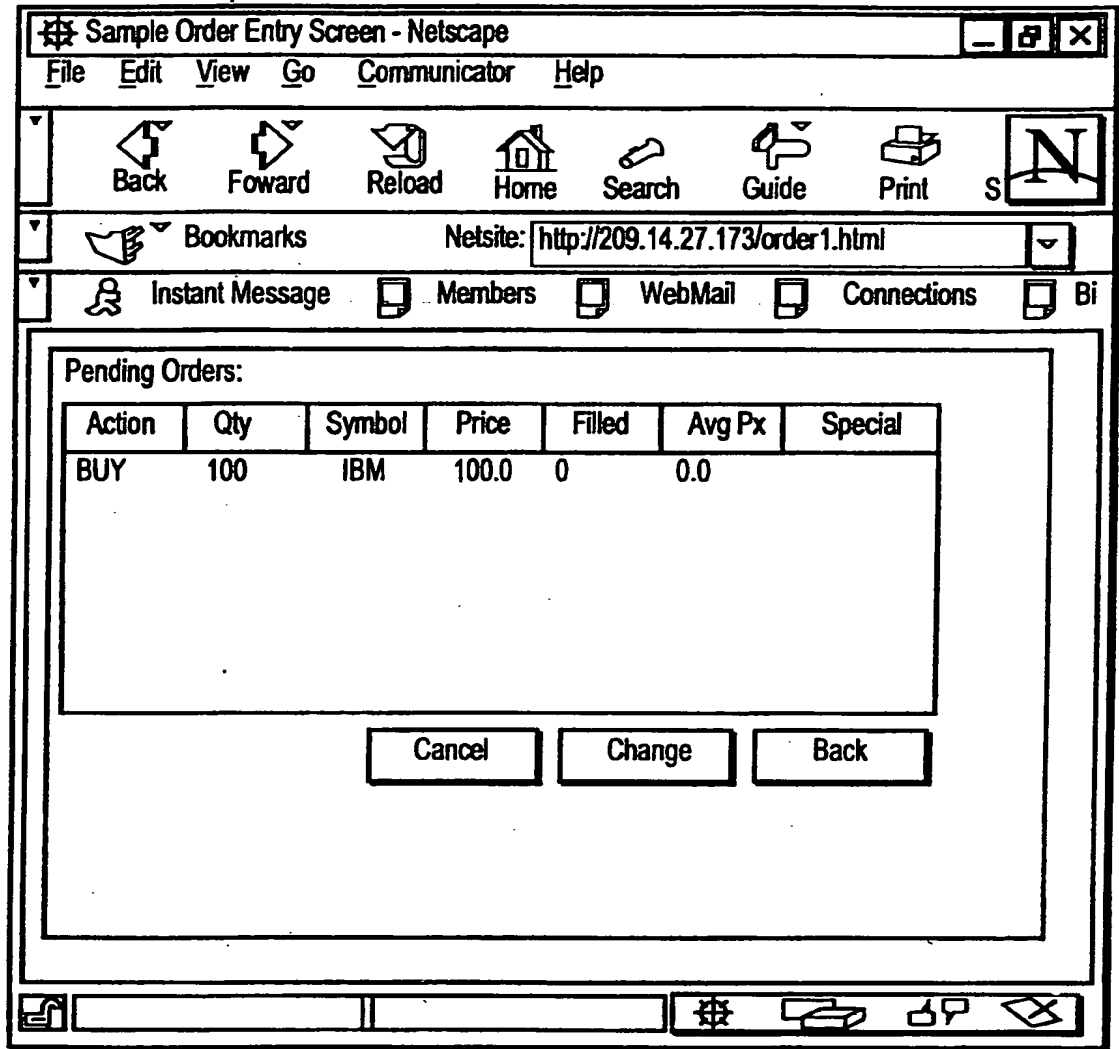 Sample Order Entry Screen - Netscape
File Edit View Go Communicator Help
Back Foward Reload Home Search Guide Print S N
Bookmarks Netsite: http://209.14.27.173/order1.html
Instant Message Members WebMail Connections Bi
Pending Orders:
Action Qty Symbol Price Filled Avg Px Special
BUY 100 IBM 100.0 0 0.0
Cancel Change Back